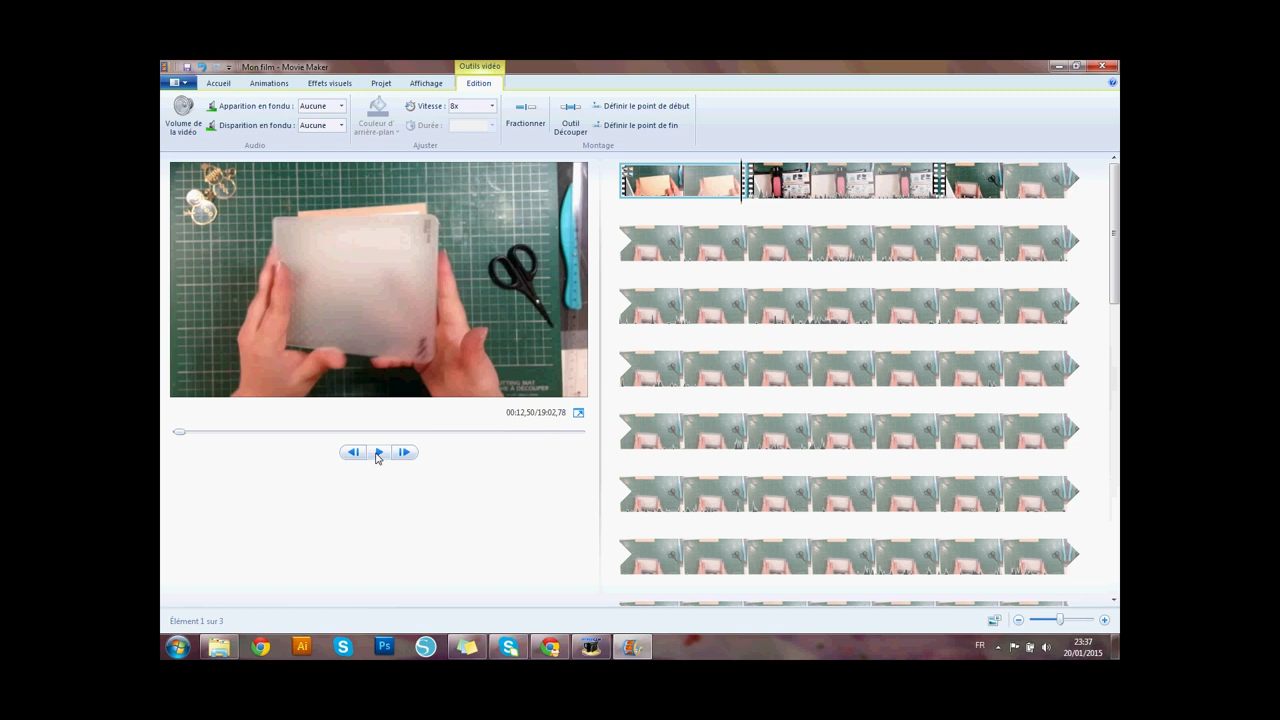 Mon film - Movie Maker
Outils vidéo
Accueil
Animations
Effets visuels
Projet
Affichage
Edition
Volume de
la vidéo
Apparition en fondu :
Aucune
Disparition en fondu :
Aucune
Audio
Couleur d'
arrière-plan
Vitesse :
8x
Durée :
Ajuster
Fractionner
Outil
Découper
Définir le point de début
Définir le point de fin
Montage
00:12,50/19:02,78
Élément 1 sur 3
Ai
Ps
FR
23:37
20/01/2015